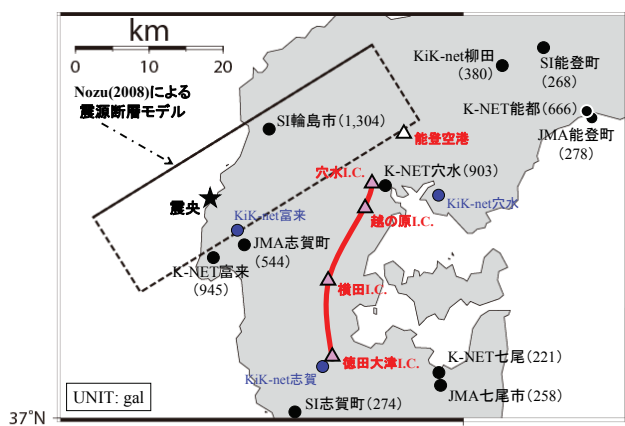 km
0 10 20
Nozu(2008)による
震源断層モデル
KiK-net柳田
(380)
SI能登町
(268)
K-NET能都(666)
JMA能登町
(278)
SI輪島市(1,304)
能登空港
穴水I.C.
K-NET穴水(903)
KiK-net穴水
越の原I.C.
震央
KiK-net富来
JMA志賀町
(544)
K-NET富来
(945)
横田I.C.
徳田大津I.C.
KiK-net志賀
K-NET七尾(221)
JMA七尾市(258)
SI志賀町(274)
UNIT: gal
37°N